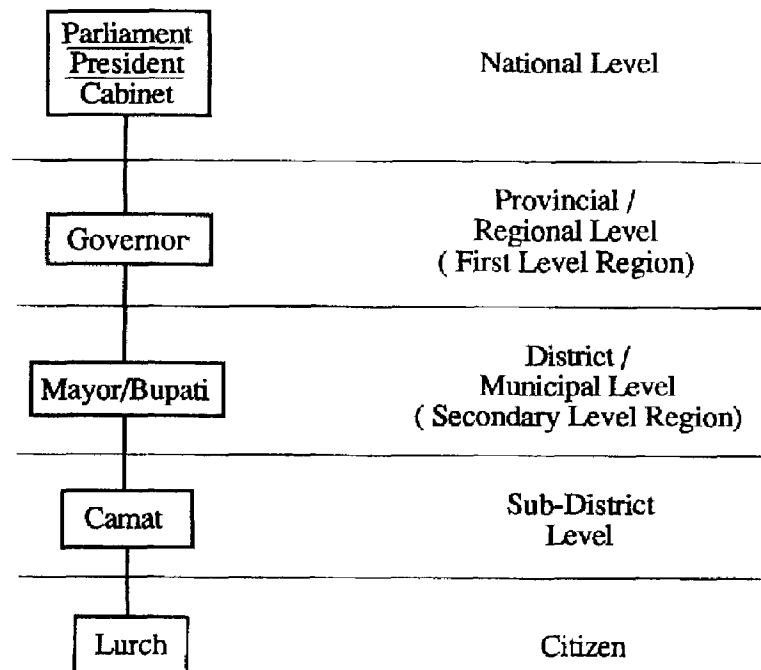 Parliament
President
Cabinet
National Level
Governor
Provincial /
Regional Level
( First Level Region)
Mayor/Bupati
District /
Municipal Level
( Secondary Level Region)
Camat
Sub-District
Level
Lurch
Citizen